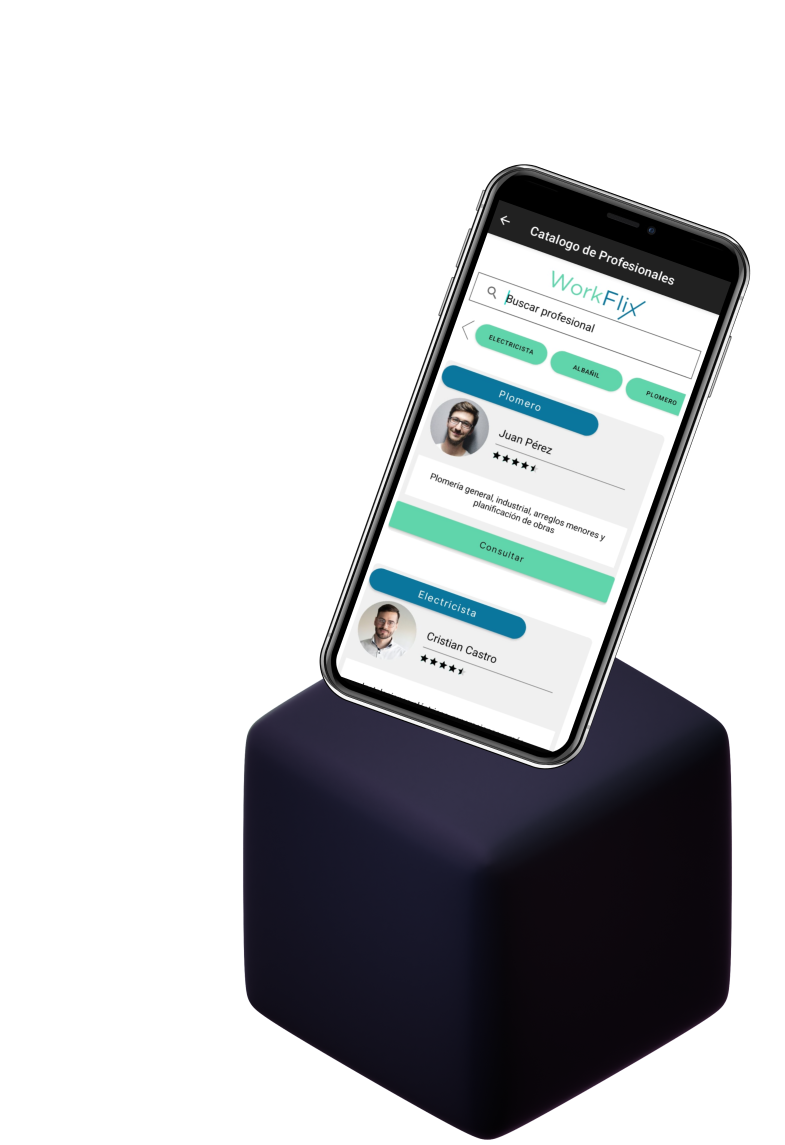 Catalogo de Profesionales
WorkFlix
Buscar profesional
ELECTRICISTA
ALBAÑIL
PLOMERO
Plomero
Juan Pérez
Plomería general, industrial, arreglos menores y
planificación de obras
Consultar
Electricista
Cristian Castro